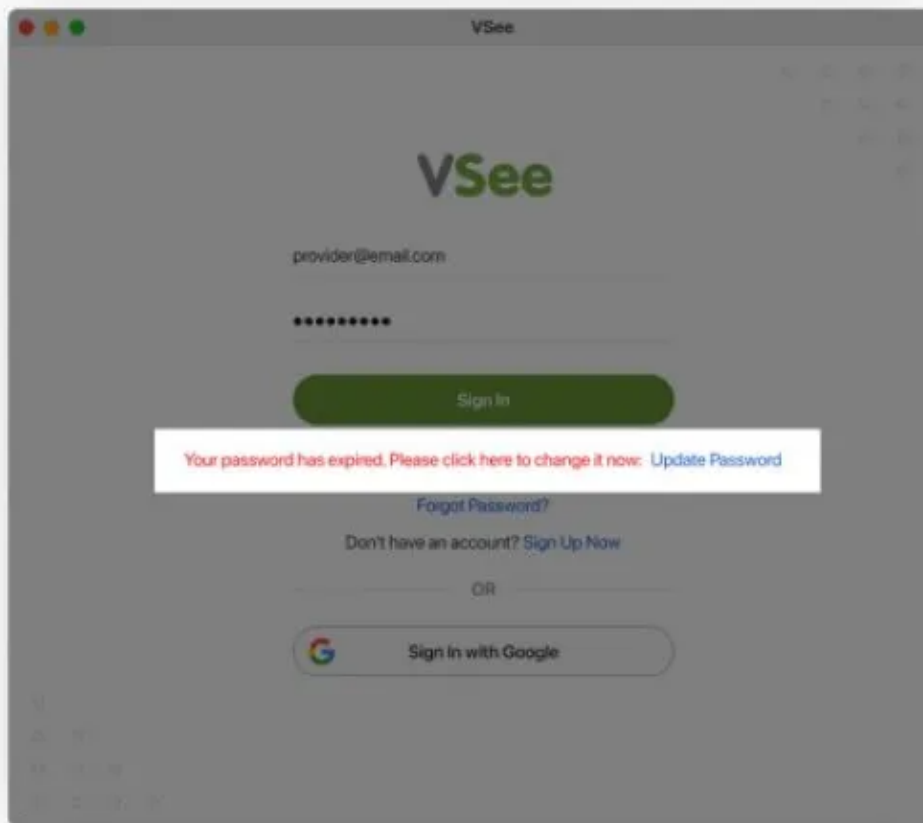 VSee
VSee
provider@email.com
•••••••••
Sign In
Your password has expired. Please click here to change it now: Update Password
Forgot Password?
Don't have an account? Sign Up Now
OR
Sign In with Google